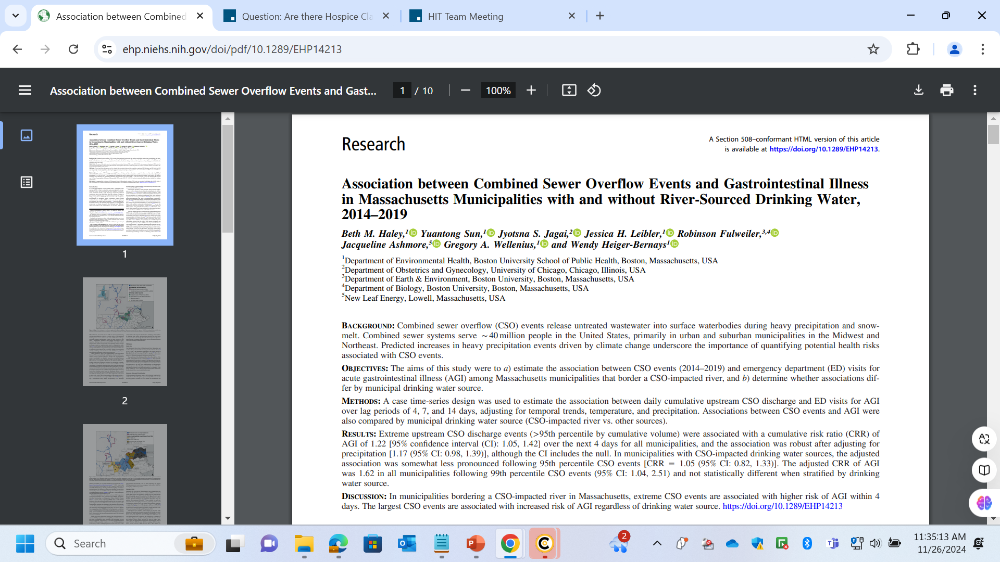 Association between Combined
Question: Are there Hospice Cla
HIT Team Meeting
ehp.niehs.nih.gov/doi/pdf/10.1289/EHP14213
Association between Combined Sewer Overflow Events and Gast...
1 / 10
100%
1
2
Research
A Section 508–conformant HTML version of this article
is available at https://doi.org/10.1289/EHP14213.
Association between Combined Sewer Overflow Events and Gastrointestinal Illness
in Massachusetts Municipalities with and without River-Sourced Drinking Water,
2014–2019
Beth M. Haley,1 Yuantong Sun,1 Jyotsna S. Jagai,2 Jessica H. Leibler,1 Robinson Fulweiler,3,4
Jacqueline Ashmore,5 Gregory A. Wellenius,1 and Wendy Heiger-Bernays1
1Department of Environmental Health, Boston University School of Public Health, Boston, Massachusetts, USA
2Department of Obstetrics and Gynecology, University of Chicago, Chicago, Illinois, USA
3Department of Earth & Environment, Boston University, Boston, Massachusetts, USA
4Department of Biology, Boston University, Boston, Massachusetts, USA
5New Leaf Energy, Lowell, Massachusetts, USA
BACKGROUND: Combined sewer overflow (CSO) events release untreated wastewater into surface waterbodies during heavy precipitation and snow-
melt. Combined sewer systems serve ∼40 million people in the United States, primarily in urban and suburban municipalities in the Midwest and
Northeast. Predicted increases in heavy precipitation events driven by climate change underscore the importance of quantifying potential health risks
associated with CSO events.
OBJECTIVES: The aims of this study were to a) estimate the association between CSO events (2014–2019) and emergency department (ED) visits for
acute gastrointestinal illness (AGI) among Massachusetts municipalities that border a CSO-impacted river, and b) determine whether associations dif-
fer by municipal drinking water source.
METHODS: A case time-series design was used to estimate the association between daily cumulative upstream CSO discharge and ED visits for AGI
over lag periods of 4, 7, and 14 days, adjusting for temporal trends, temperature, and precipitation. Associations between CSO events and AGI were
also compared by municipal drinking water source (CSO-impacted river vs. other sources).
RESULTS: Extreme upstream CSO discharge events (>95th percentile by cumulative volume) were associated with a cumulative risk ratio (CRR) of
AGI of 1.22 [95% confidence interval (CI): 1.05, 1.42] over the next 4 days for all municipalities, and the association was robust after adjusting for
precipitation [1.17 (95% CI: 0.98, 1.39)], although the CI includes the null. In municipalities with CSO-impacted drinking water sources, the adjusted
association was somewhat less pronounced following 95th percentile CSO events [CRR = 1.05 (95% CI: 0.82, 1.33)]. The adjusted CRR of AGI
was 1.62 in all municipalities following 99th percentile CSO events (95% CI: 1.04, 2.51) and not statistically different when stratified by drinking
water source.
DISCUSSION: In municipalities bordering a CSO-impacted river in Massachusetts, extreme CSO events are associated with higher risk of AGI within 4
days. The largest CSO events are associated with increased risk of AGI regardless of drinking water source. https://doi.org/10.1289/EHP14213
Search
2
11:35:13 AM
11/26/2024